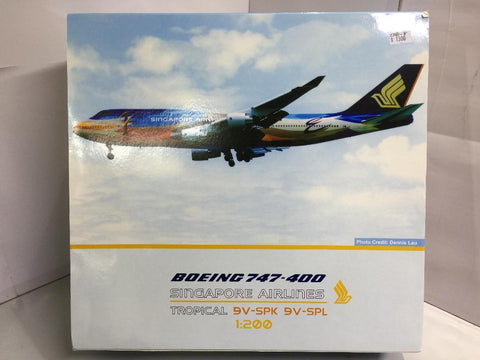 SINGAPORE AIRLINES
Photo Credit: Dennis Lau
BOEING 747-400
SINGAPORE AIRLINES
TROPICAL 9V-SPK 9V-SPL
1:200